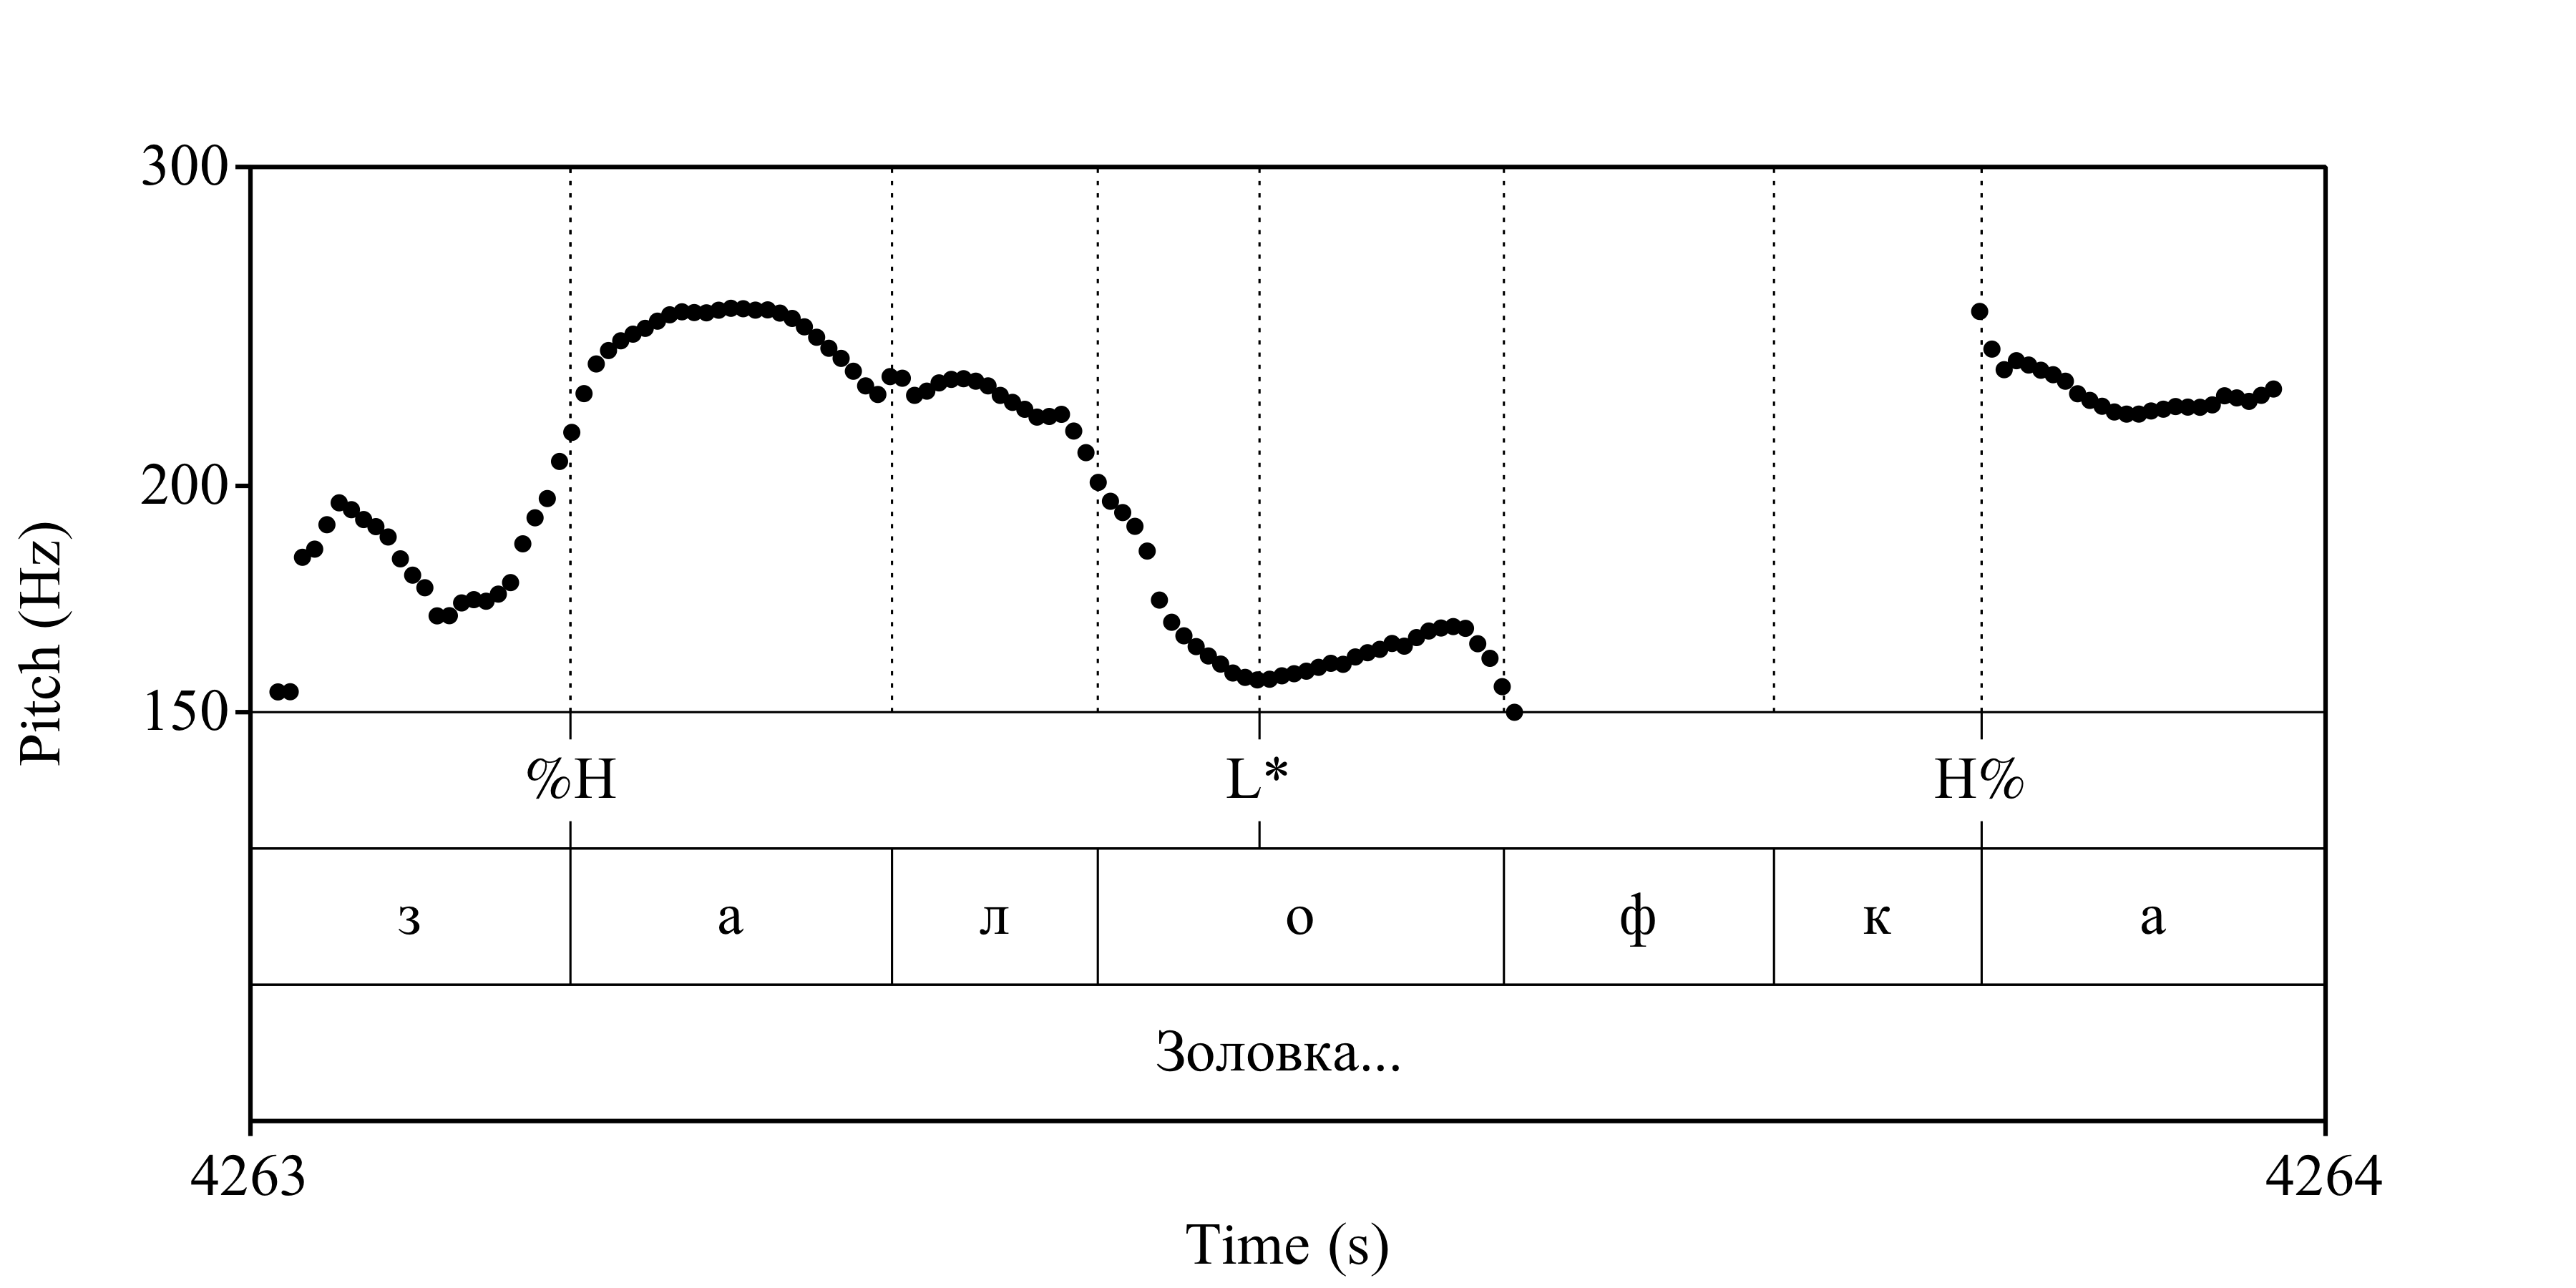 300
200
150
Pitch (Hz)
%H L* H%
з а л о ф к а
Золовка...
4263 4264
Time (s)